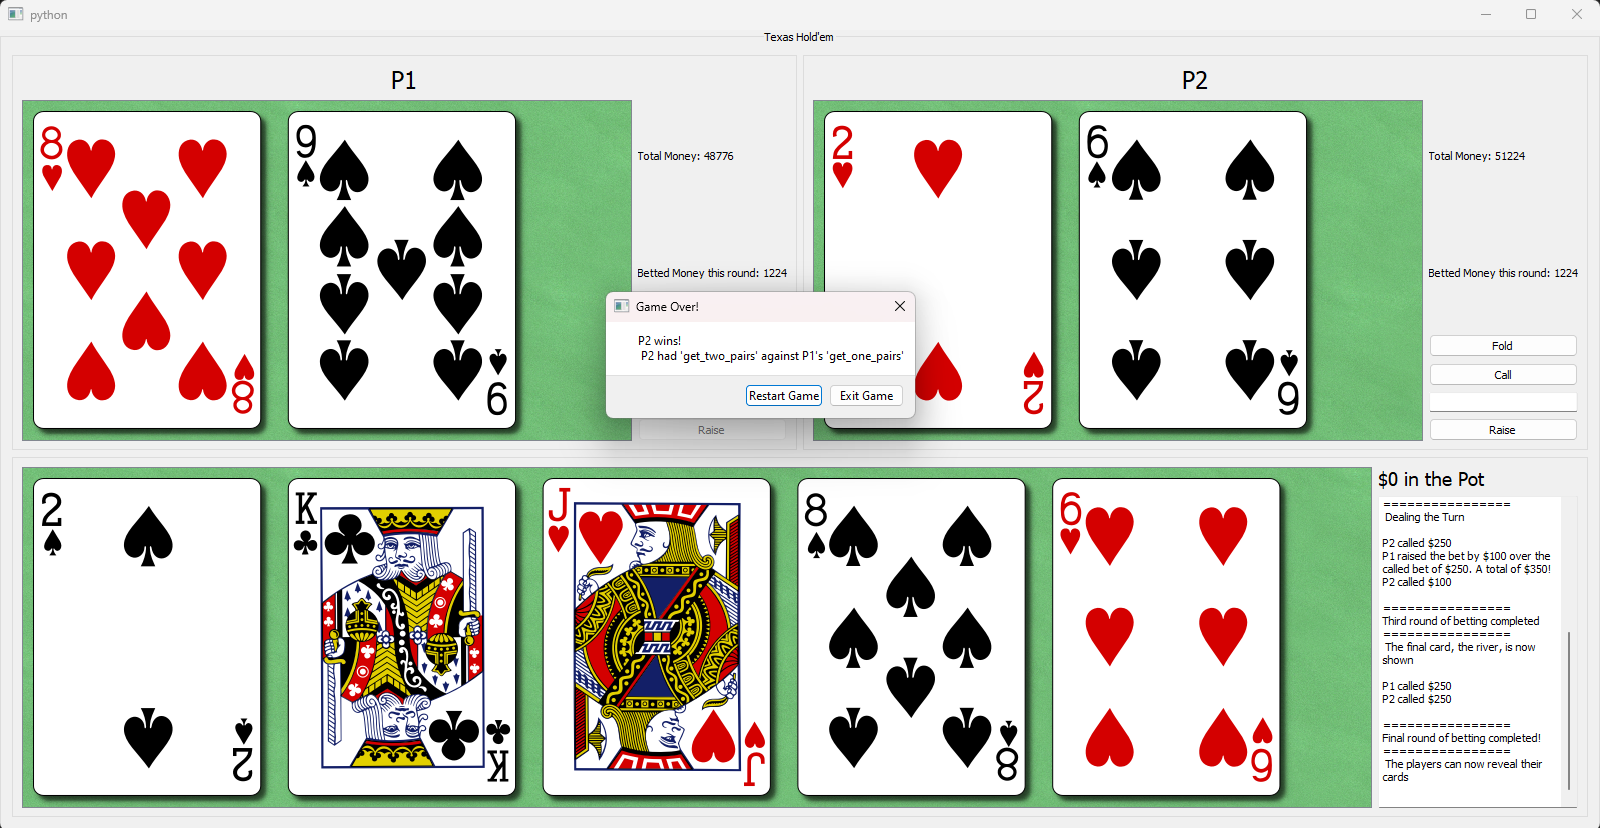 python
Texas Hold'em
P1
8
8
9
9
Total Money: 48776
Betted Money this round: 1224
Raise
P2
2
2
6
6
Total Money: 51224
Betted Money this round: 1224
Fold
Call
Raise
Game Over!
P2 wins!
P2 had 'get_two_pairs' against P1's 'get_one_pairs'
Restart Game
Exit Game
2
2
K
K
J
J
8
8
6
6
$0 in the Pot
================
Dealing the Turn
P2 called $250
P1 raised the bet by $100 over the
called bet of $250. A total of $350!
P2 called $100
================
Third round of betting completed
================
The final card, the river, is now
shown
P1 called $250
P2 called $250
================
Final round of betting completed!
================
The players can now reveal their
cards